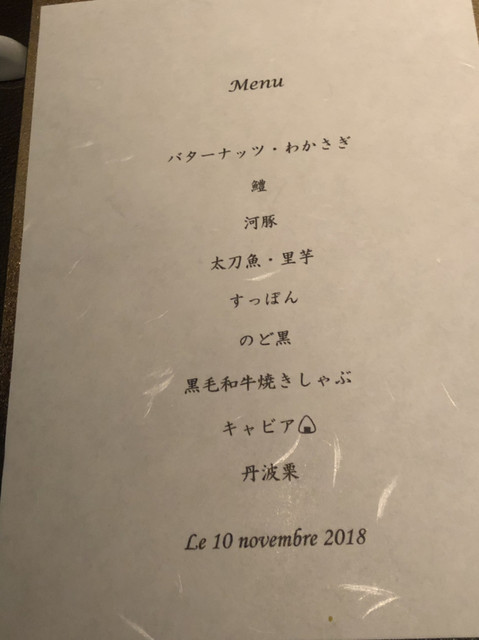 Menu
バターナッツ・わかさぎ
鱧
河豚
太刀魚・里芋
すっぽん
のど黒
黒毛和牛焼きしゃぶ
キャビア🍙
丹波栗
Le 10 novembre 2018